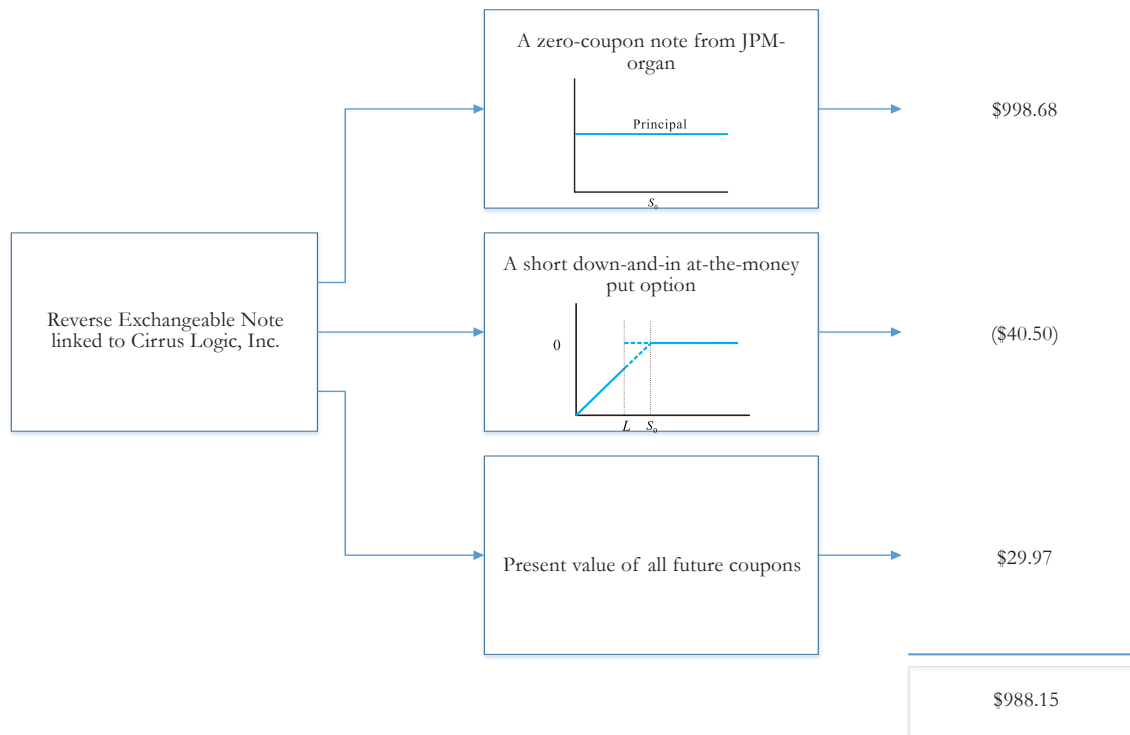 A zero-coupon note from JPM-
organ
Principal
S₀
$998.68
Reverse Exchangeable Note
linked to Cirrus Logic, Inc.
A short down-and-in at-the-money
put option
0
L S₀
($40.50)
Present value of all future coupons
$29.97
$988.15